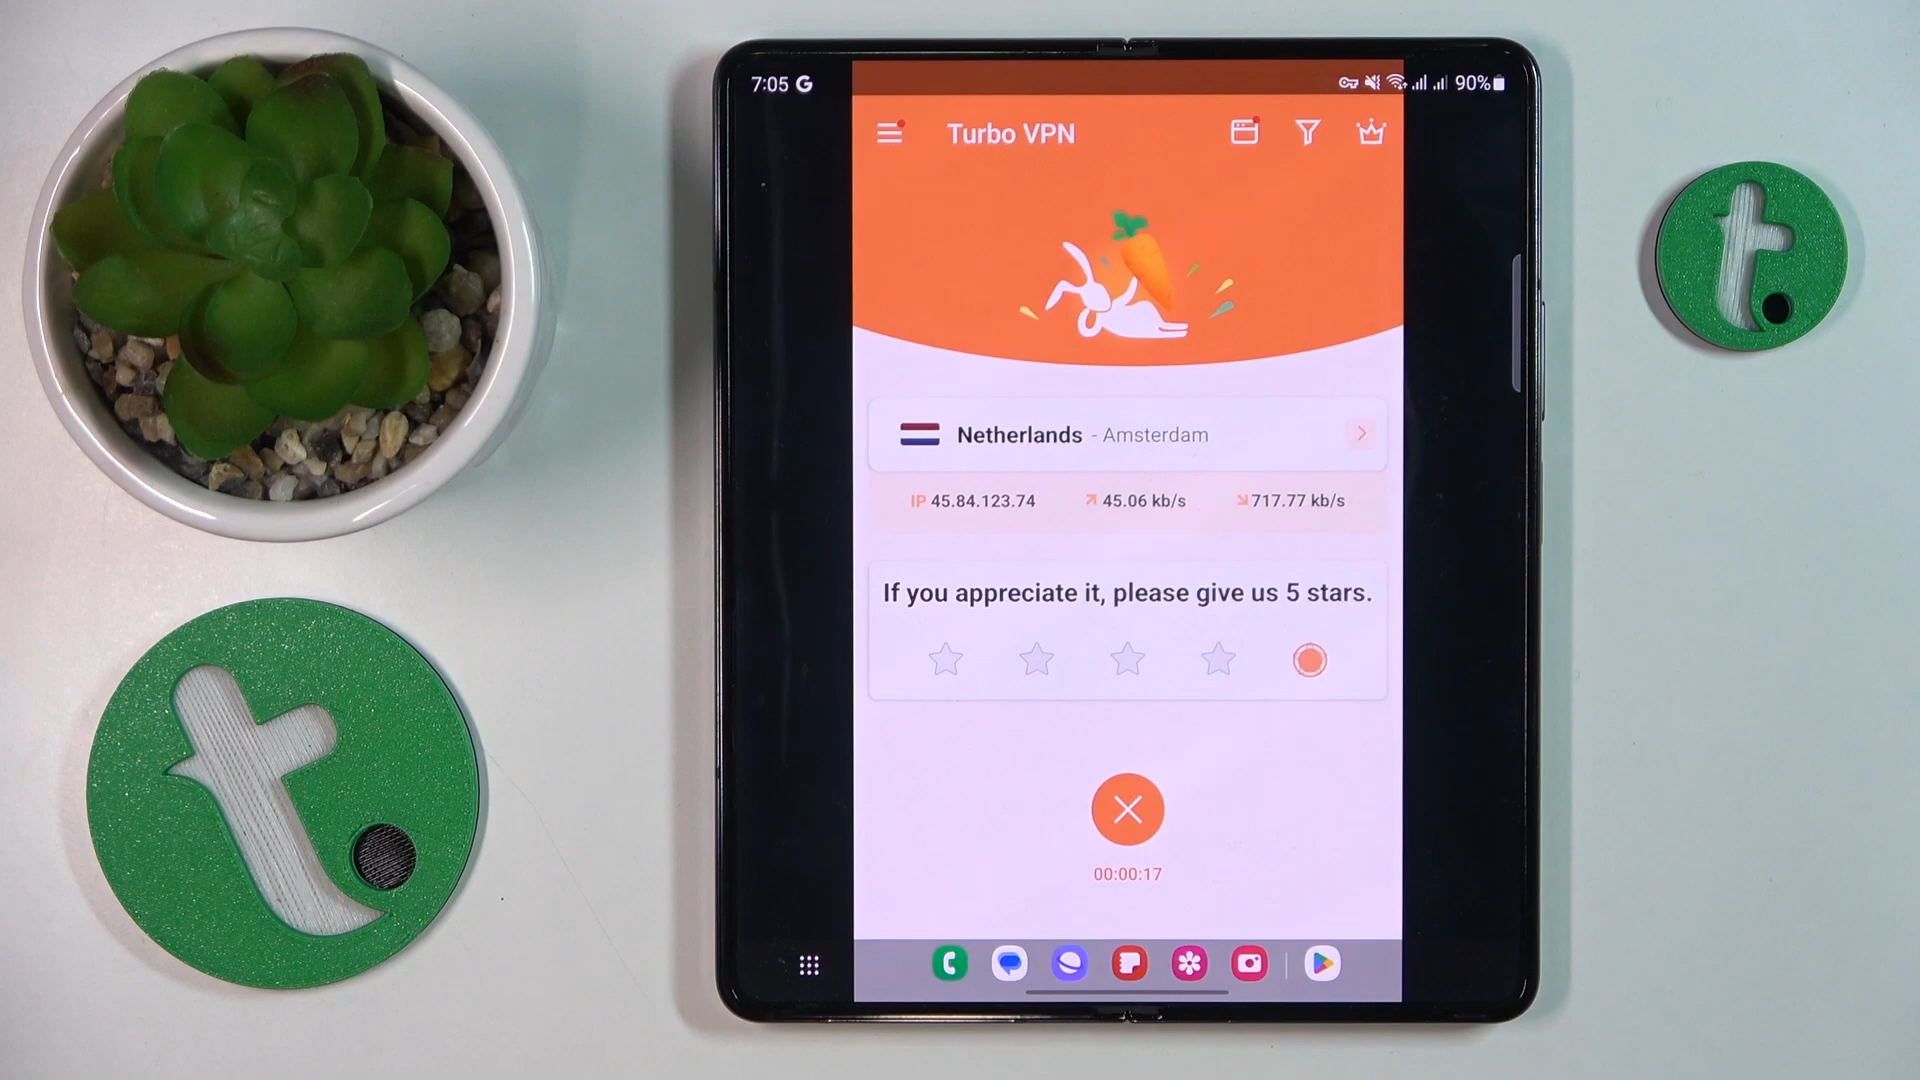 7:05 G
90%
Turbo VPN
Netherlands - Amsterdam
IP 45.84.123.74 45.06 kb/s 717.77 kb/s
If you appreciate it, please give us 5 stars.
00:00:17
t.
t.